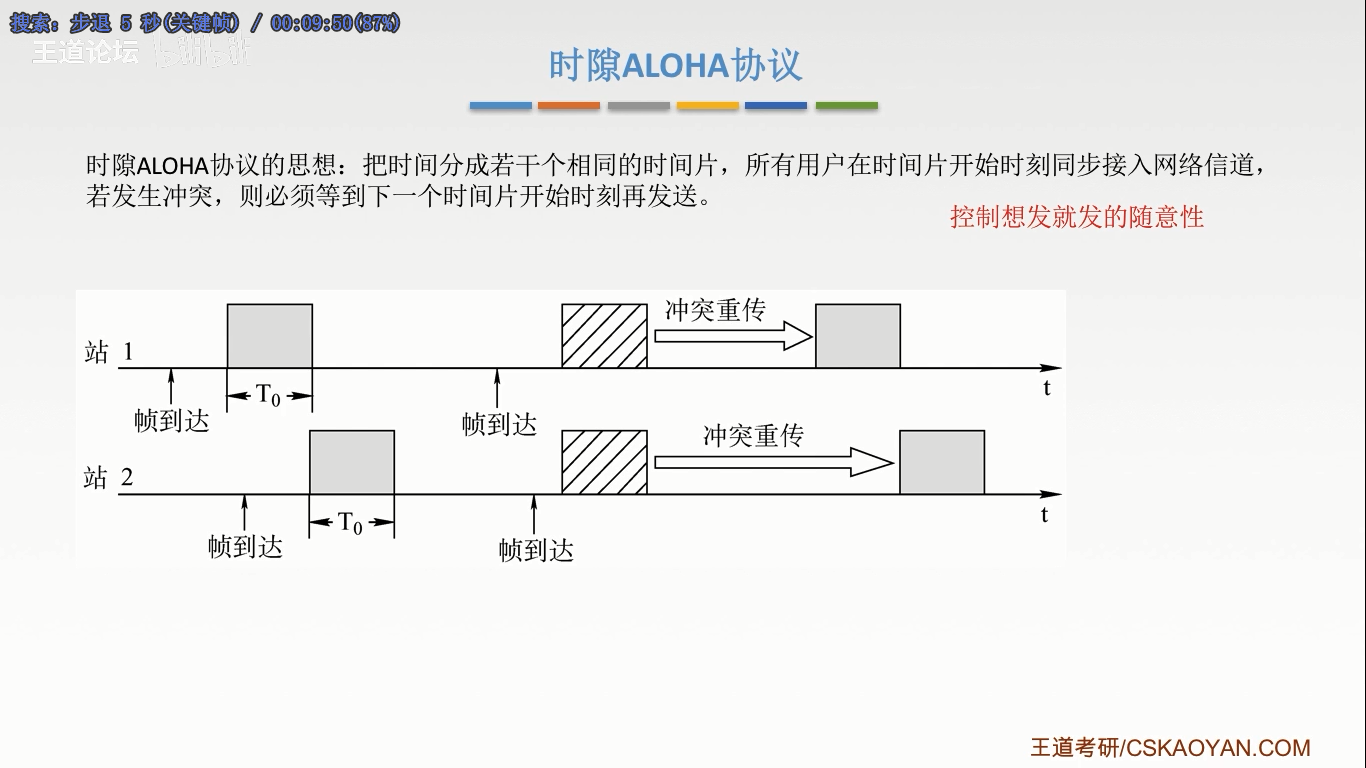 搜索: 步退 5 秒(关键帧) / 00:09:50(87%)
王道论坛 bilibili
时隙ALOHA协议
时隙ALOHA协议的思想：把时间分成若干个相同的时间片，所有用户在时间片开始时刻同步接入网络信道，
若发生冲突，则必须等到下一个时间片开始时刻再发送。
控制想发就发的随意性
冲突重传
站 1
T0
t
帧到达
帧到达
冲突重传
站 2
T0
t
帧到达
帧到达
王道考研/CSKAOYAN.COM